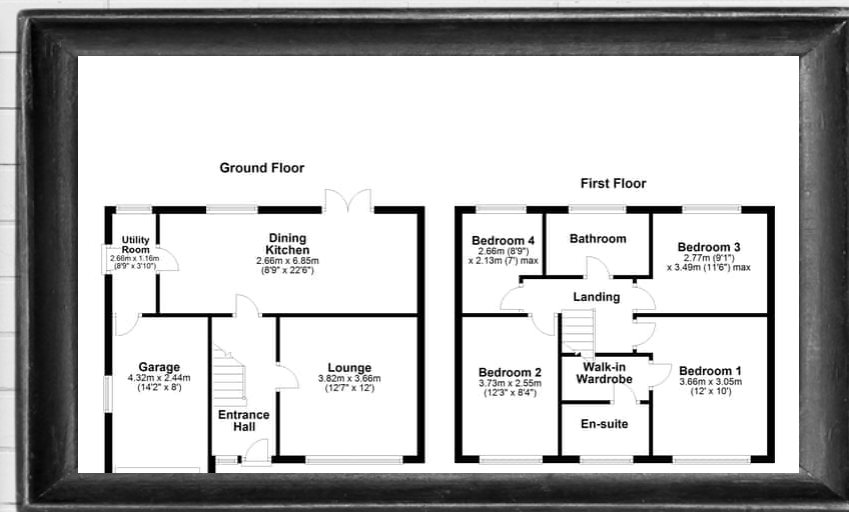 Ground Floor
Utility
Room
2.66m x 1.16m
(8'9" x 3'10")
Dining
Kitchen
2.66m x 6.85m
(8'9" x 22'6")
Garage
4.32m x 2.44m
(14'2" x 8')
Entrance
Hall
Lounge
3.82m x 3.66m
(12'7" x 12')
First Floor
Bedroom 4
2.66m (8'9")
x 2.13m (7') max
Bathroom
Bedroom 3
2.77m (9'1")
x 3.49m (11'6") max
Landing
Bedroom 2
3.73m x 2.55m
(12'3" x 8'4")
Walk-in
Wardrobe
Bedroom 1
3.66m x 3.05m
(12' x 10')
En-suite